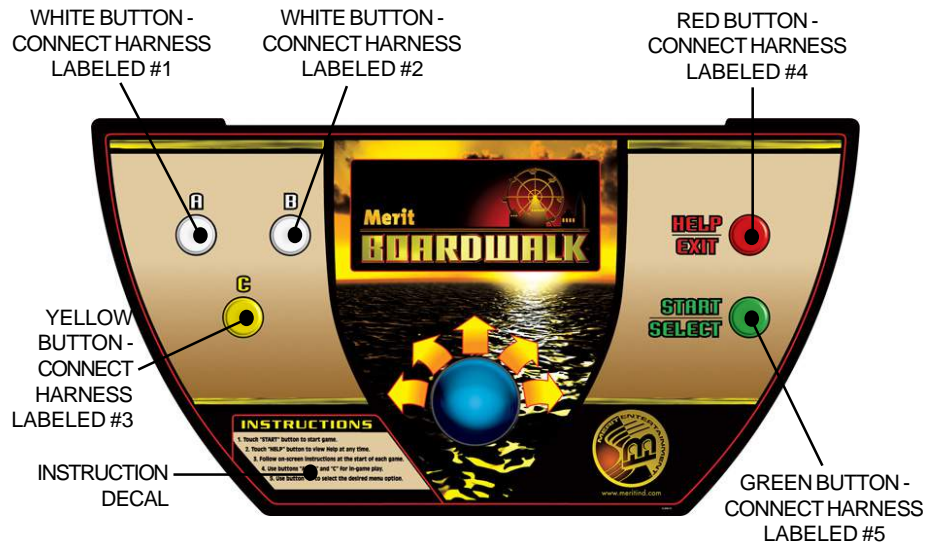 WHITE BUTTON -
CONNECT HARNESS
LABELED #1
WHITE BUTTON -
CONNECT HARNESS
LABELED #2
RED BUTTON -
CONNECT HARNESS
LABELED #4
A
B
Merit
BOARDWALK
HELP
EXIT
C
START
SELECT
YELLOW
BUTTON -
CONNECT
HARNESS
LABELED #3
INSTRUCTIONS
1. Touch "START" button to start game.
2. Touch "HELP" button to view Help at any time.
3. Follow on-screen instructions at the start of each game.
4. Use buttons "A" and "C" for in-game play.
5. Use button to select the desired menu option.
INSTRUCTION
DECAL
MERIT ENTERTAINMENT
www.meritind.com
GREEN BUTTON -
CONNECT HARNESS
LABELED #5